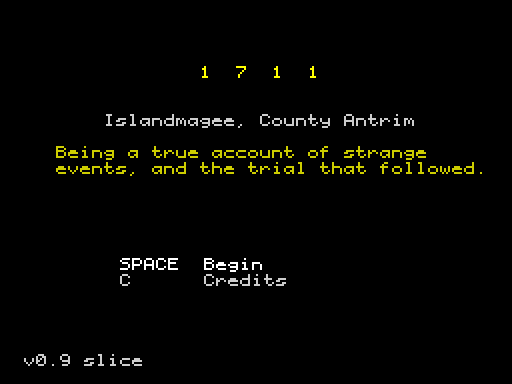 1 7 1 1
Islandmagee, County Antrim
Being a true account of strange
events, and the trial that followed.
SPACE Begin
C Credits
v0.9 slice